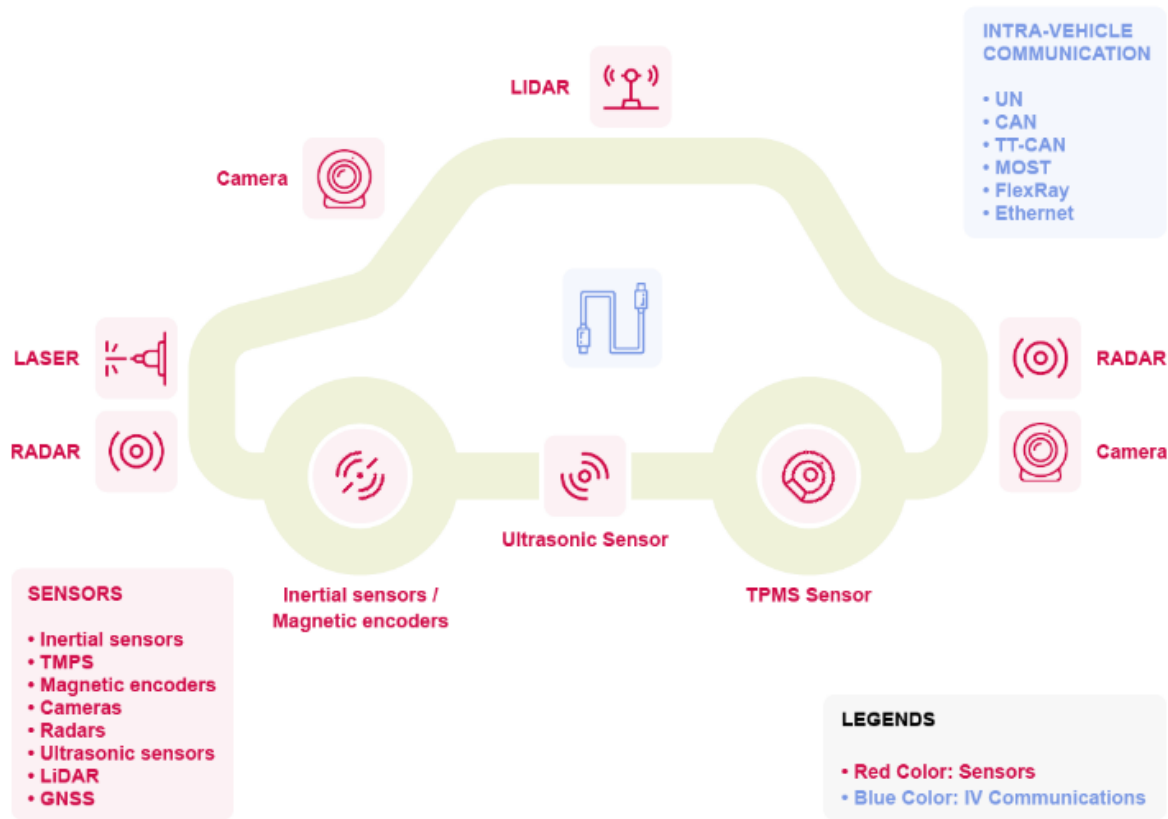 INTRA-VEHICLE
COMMUNICATION
• UN
• CAN
• TT-CAN
• MOST
• FlexRay
• Ethernet
LIDAR
Camera
LASER
RADAR
RADAR
Camera
Ultrasonic Sensor
Inertial sensors /
Magnetic encoders
TPMS Sensor
SENSORS
• Inertial sensors
• TMPS
• Magnetic encoders
• Cameras
• Radars
• Ultrasonic sensors
• LiDAR
• GNSS
LEGENDS
• Red Color: Sensors
• Blue Color: IV Communications